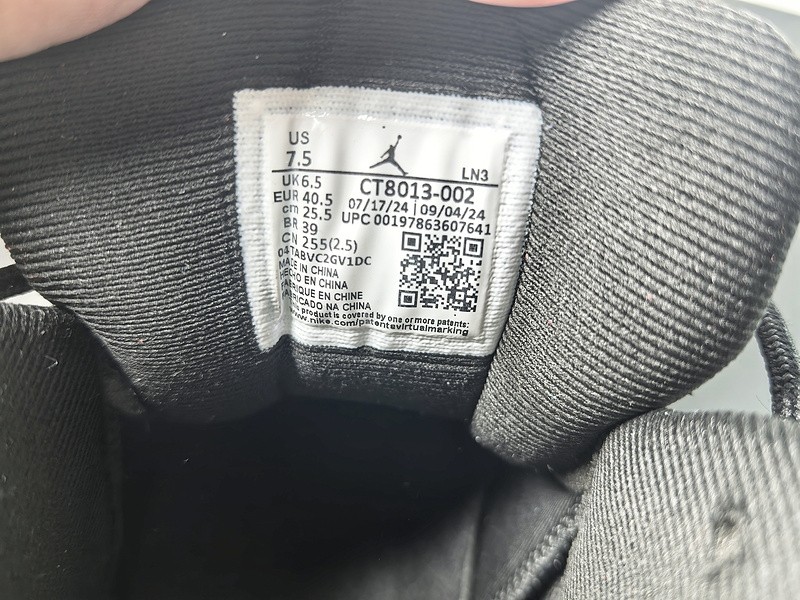 US
7.5
LN3
UK 6.5
EUR 40.5
cm 25.5
BR 39
CN 255(2.5)
CT8013-002
07/17/24 | 09/04/24
UPC 00197863607641
047ABVC2GV1DC
MADE IN CHINA
HECHO EN CHINA
FABRIQUE EN CHINE
FABRICADO NA CHINA
This product is covered by one or more patents:
www.nike.com/patentsvirtualmarking